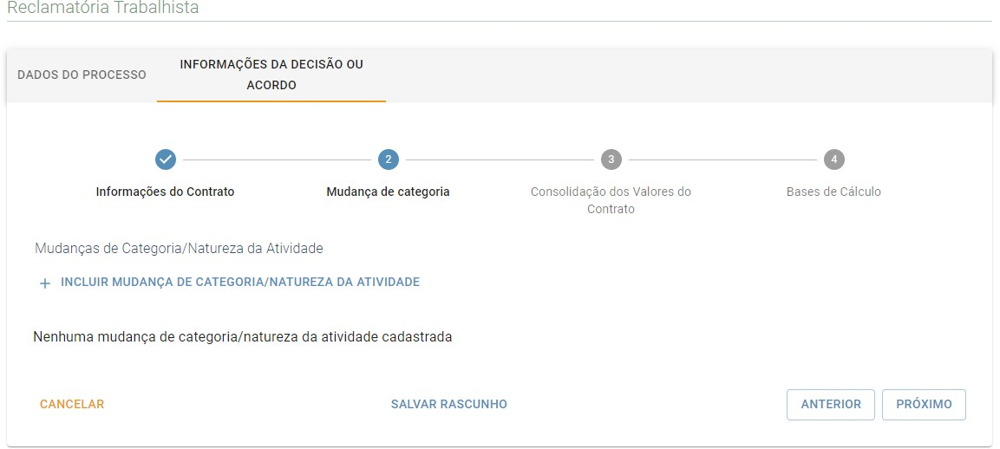 Reclamatória Trabalhista
DADOS DO PROCESSO
INFORMAÇÕES DA DECISÃO OU
ACORDO
2
3
4
Informações do Contrato
Mudança de categoria
Consolidação dos Valores do
Contrato
Bases de Cálculo
Mudanças de Categoria/Natureza da Atividade
+ INCLUIR MUDANÇA DE CATEGORIA/NATUREZA DA ATIVIDADE
Nenhuma mudança de categoria/natureza da atividade cadastrada
CANCELAR
SALVAR RASCUNHO
ANTERIOR
PRÓXIMO